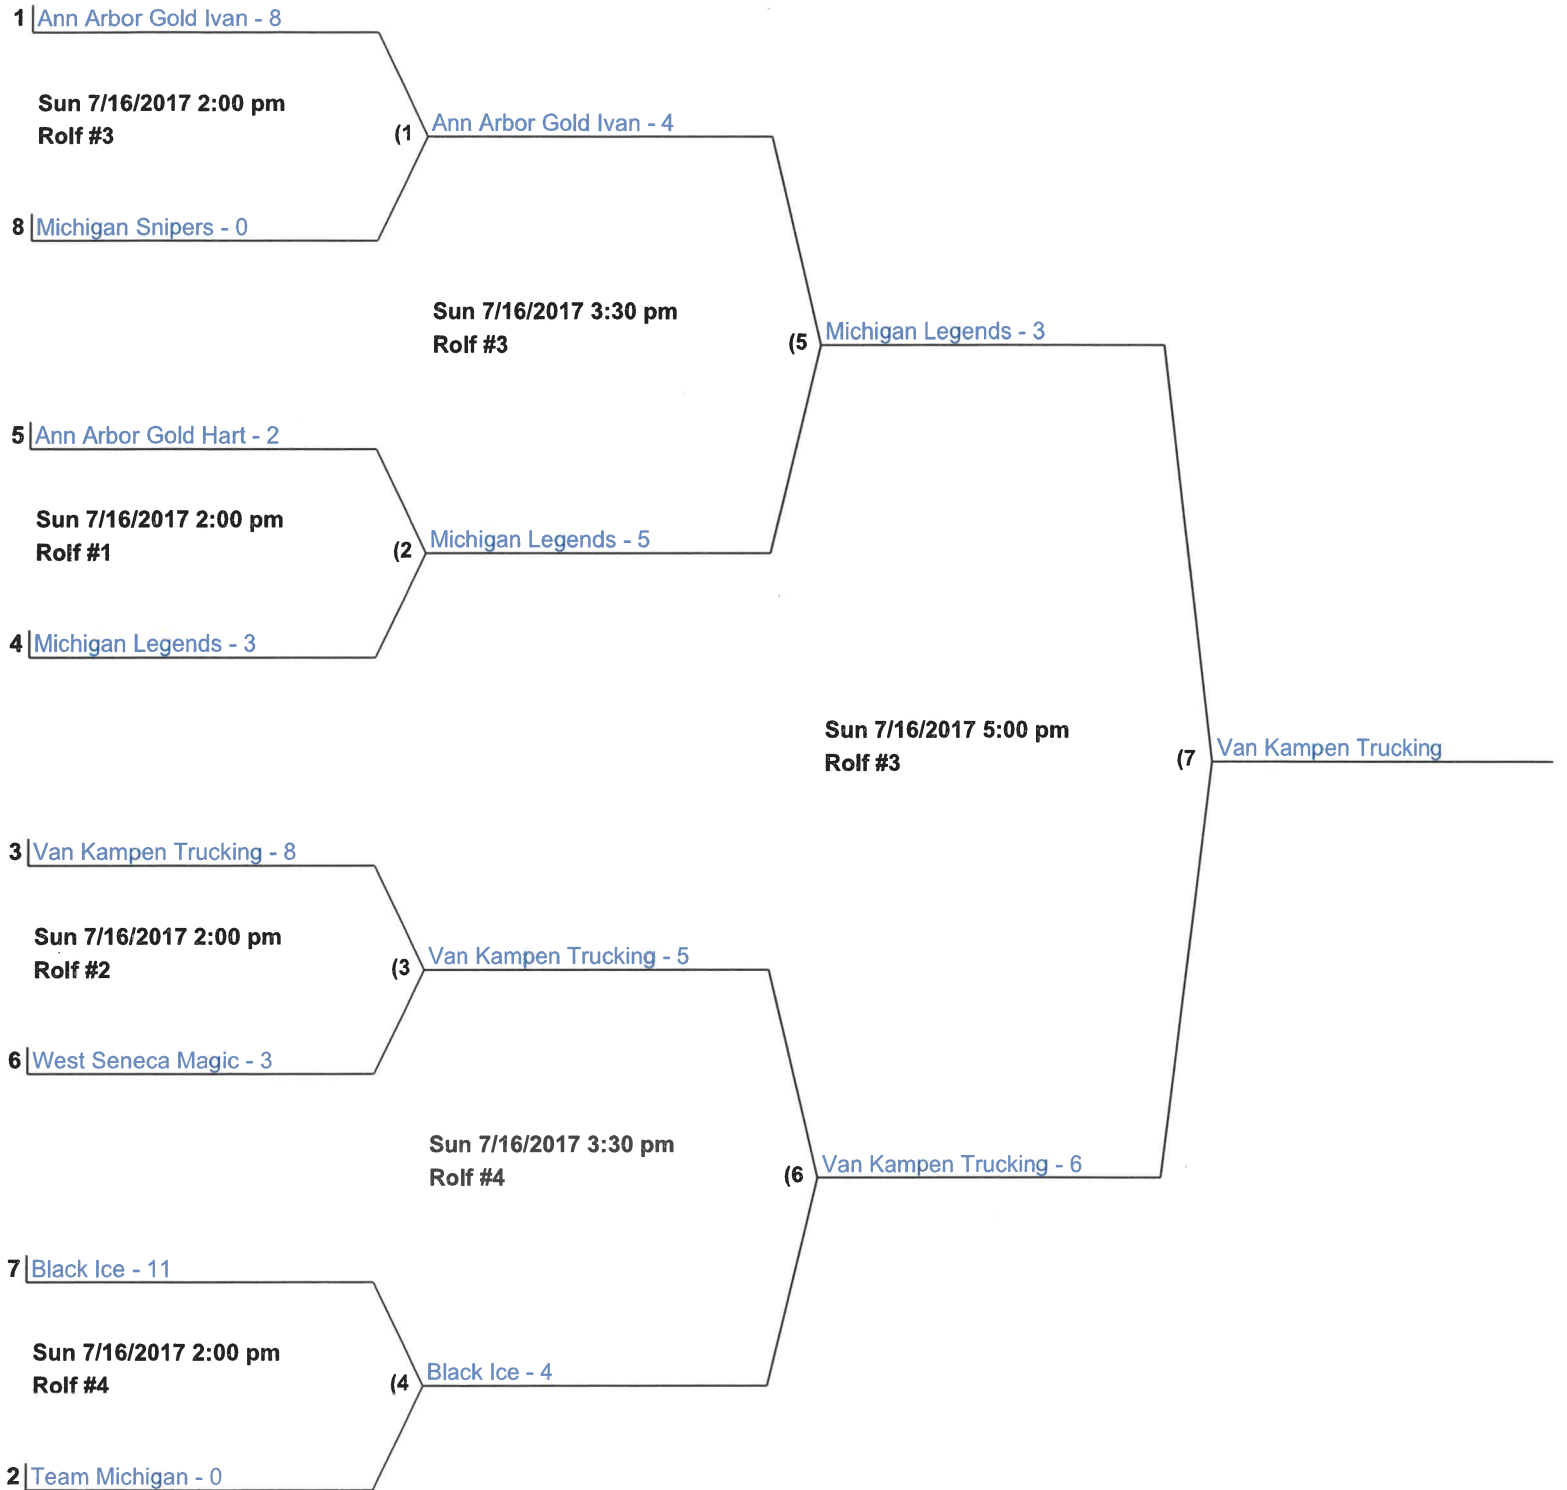 1 Ann Arbor Gold Ivan - 8
Sun 7/16/2017 2:00 pm
Rolf #3
(1 Ann Arbor Gold Ivan - 4
8 Michigan Snipers - 0
Sun 7/16/2017 3:30 pm
Rolf #3
(5 Michigan Legends - 3
5 Ann Arbor Gold Hart - 2
Sun 7/16/2017 2:00 pm
Rolf #1
(2 Michigan Legends - 5
4 Michigan Legends - 3
Sun 7/16/2017 5:00 pm
Rolf #3
(7 Van Kampen Trucking
3 Van Kampen Trucking - 8
Sun 7/16/2017 2:00 pm
Rolf #2
(3 Van Kampen Trucking - 5
6 West Seneca Magic - 3
Sun 7/16/2017 3:30 pm
Rolf #4
(6 Van Kampen Trucking - 6
7 Black Ice - 11
Sun 7/16/2017 2:00 pm
Rolf #4
(4 Black Ice - 4
2 Team Michigan - 0